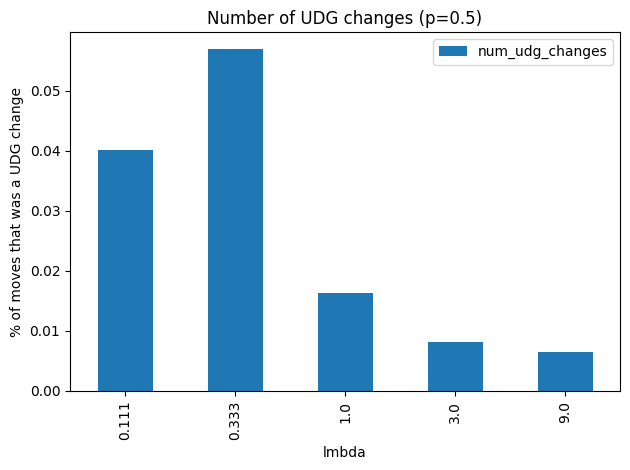 Number of UDG changes (p=0.5)
num_udg_changes
% of moves that was a UDG change
0.05
0.04
0.03
0.02
0.01
0.00
0.111
0.333
1.0
3.0
9.0
lmbda